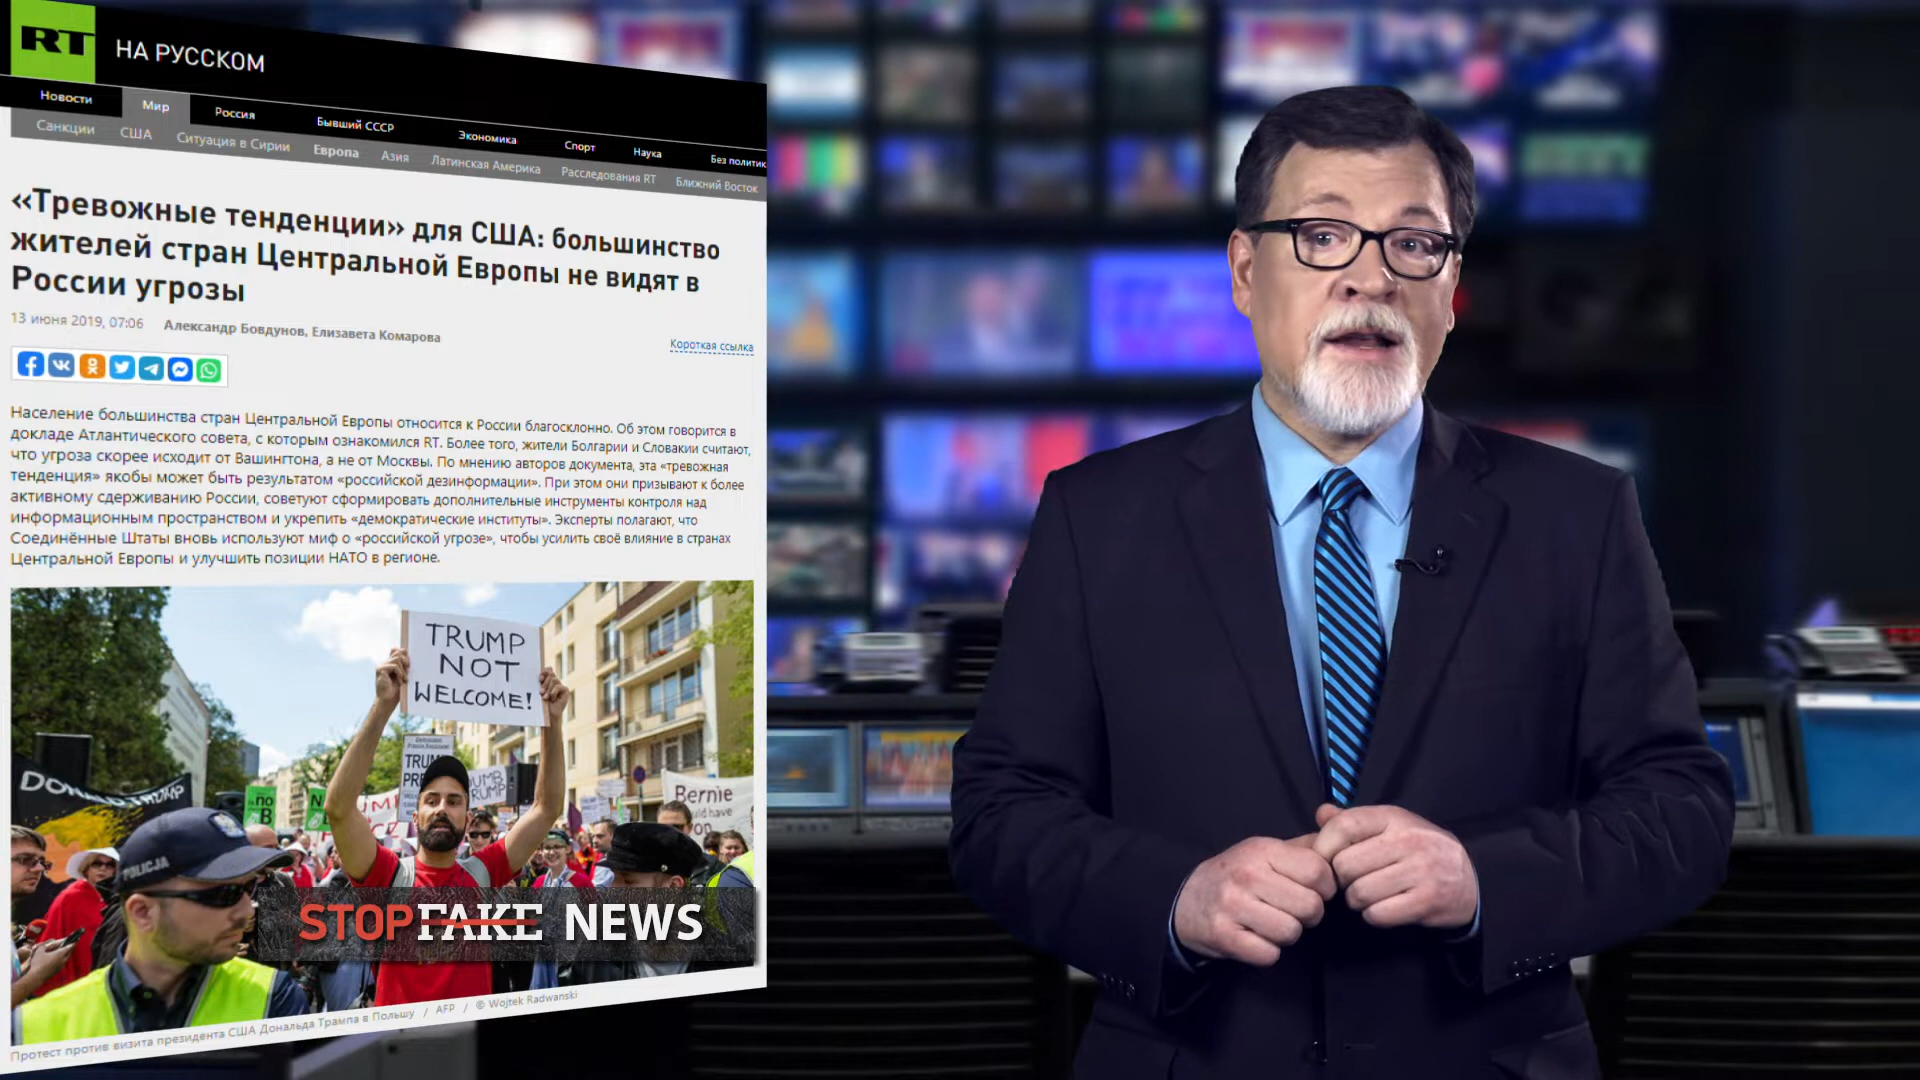 RT
НА РУССКОМ
Новости Мир Россия Бывший СССР Экономика Спорт Наука Без политик
Санкции США Ситуация в Сирии Европа Азия Латинская Америка Расследования RT Ближний Восток
«Тревожные тенденции» для США: большинство
жителей стран Центральной Европы не видят в
России угрозы
13 июня 2019, 07:06 Александр Бовдунов, Елизавета Комарова
Короткая ссылка
Население большинства стран Центральной Европы относится к России благосклонно. Об этом говорится в
докладе Атлантического совета, с которым ознакомился RT. Более того, жители Болгарии и Словакии считают,
что угроза скорее исходит от Вашингтона, а не от Москвы. По мнению авторов документа, эта «тревожная
тенденция» якобы может быть результатом «российской дезинформации». При этом они призывают к более
активному сдерживанию России, советуют сформировать дополнительные инструменты контроля над
информационным пространством и укрепить «демократические институты». Эксперты полагают, что
Соединённые Штаты вновь используют миф о «российской угрозе», чтобы усилить своё влияние в странах
Центральной Европы и улучшить позиции НАТО в регионе.
TRUMP
NOT
WELCOME!
DONALD TRUMP
Bernie
POLICJA
STOPFAKE NEWS
Протест против визита президента США Дональда Трампа в Польшу / AFP / © Wojtek Radwanski